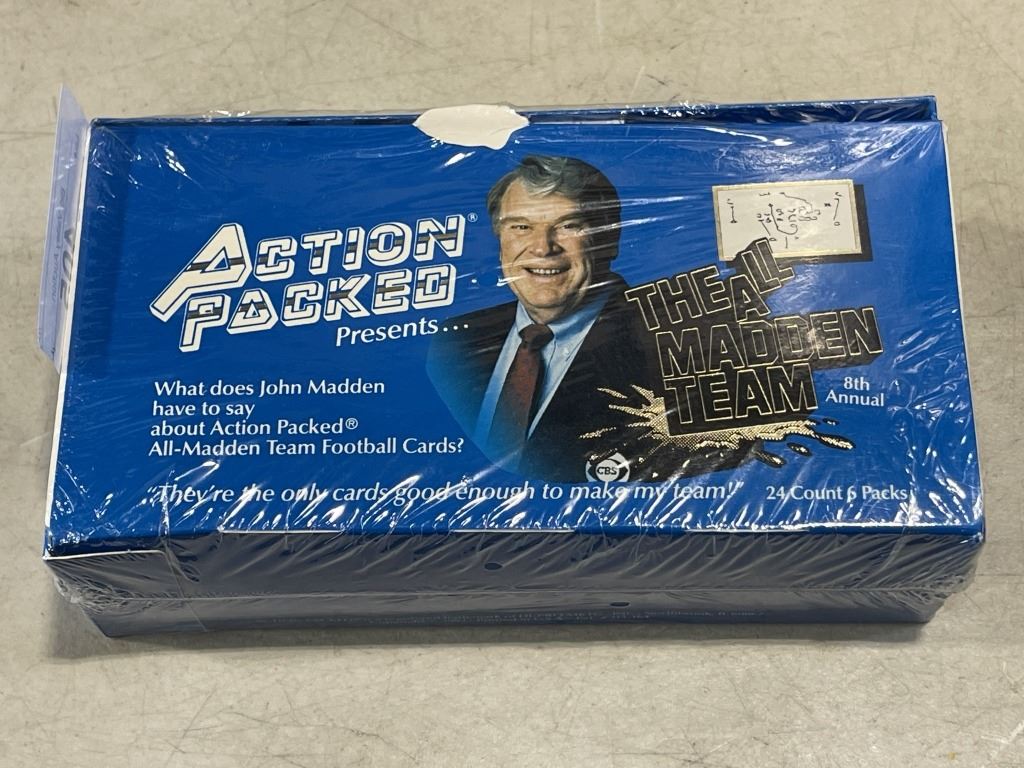 ACTION
PACKED®
Presents...
What does John Madden
have to say
about Action Packed®
All-Madden Team Football Cards?
THE ALL
MADDEN
TEAM
8th
Annual
CBS
"They're the only cards good enough to make my team!"
24 Count 6 Packs